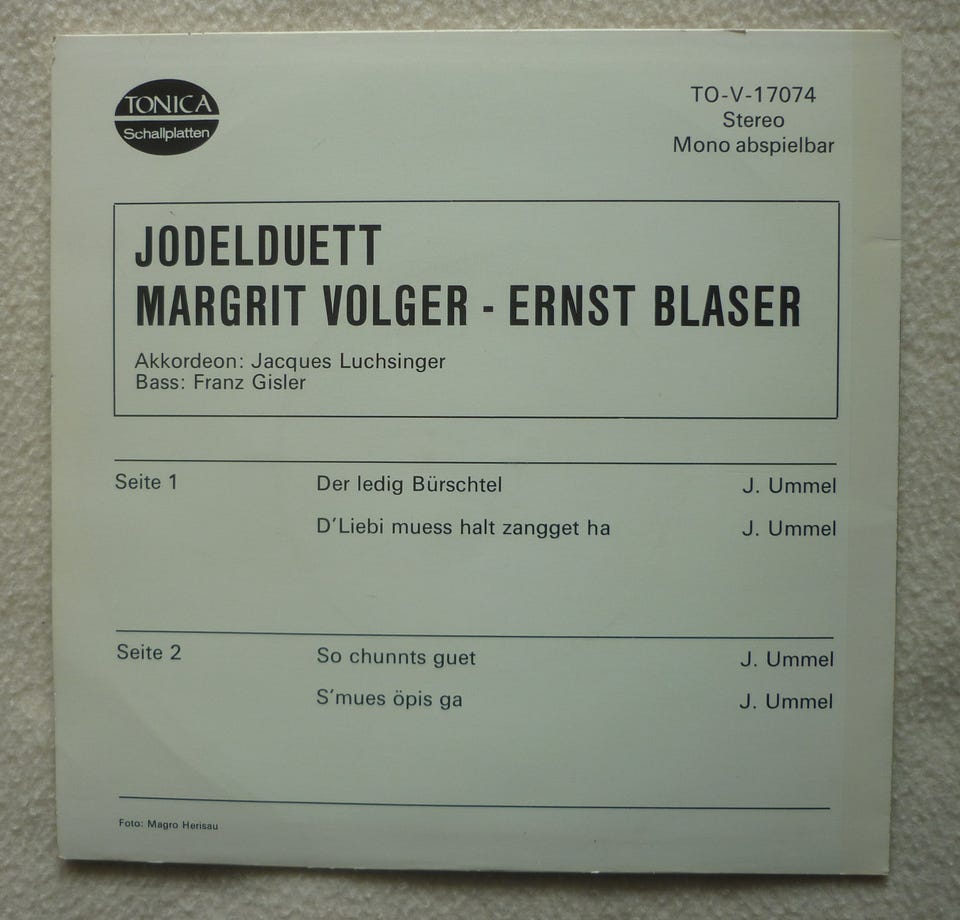 TONICA
Schallplatten
TO-V-17074
Stereo
Mono abspielbar
JODELDUETT
MARGRIT VOLGER - ERNST BLASER
Akkordeon: Jacques Luchsinger
Bass: Franz Gisler
Seite 1 Der ledig Bürschtel J. Ummel
D'Liebi muess halt zangget ha J. Ummel
Seite 2 So chunnts guet J. Ummel
S'mues öpis ga J. Ummel
Foto: Magro Herisau